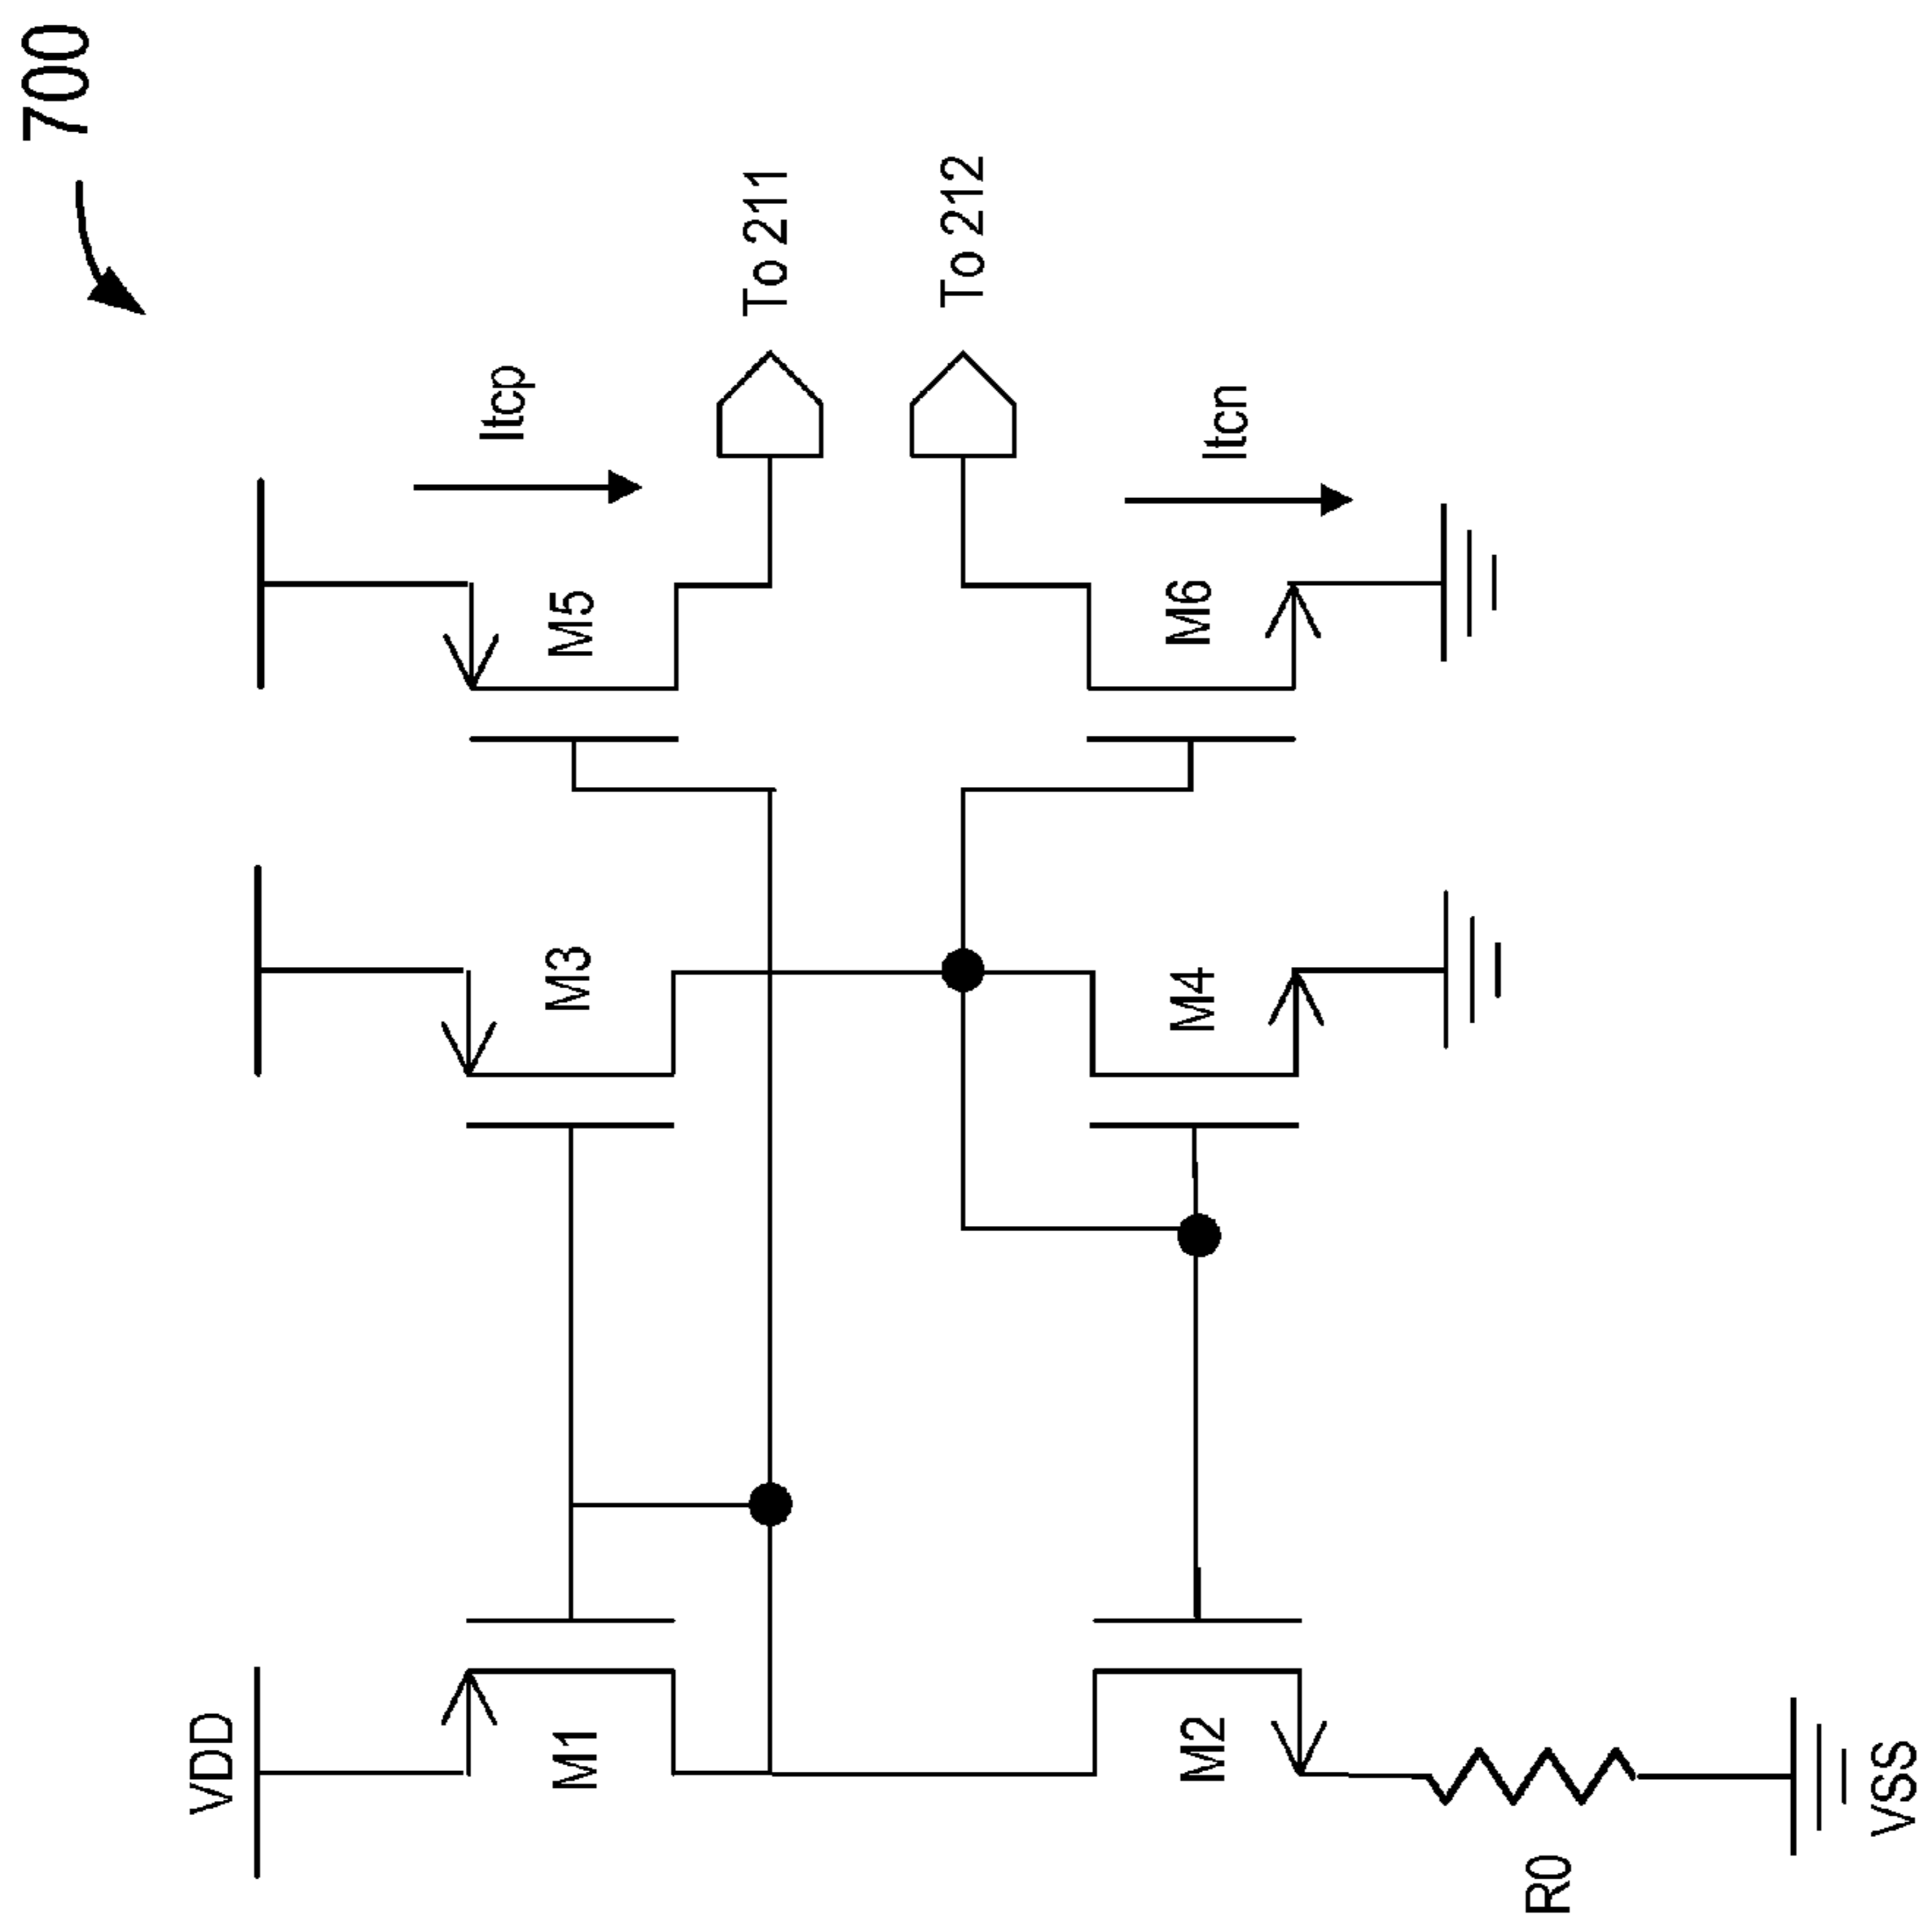 700
VDD
M1
M3
M5
Itcp
To 211
To 212
M2
M4
M6
Itcn
R0
VSS